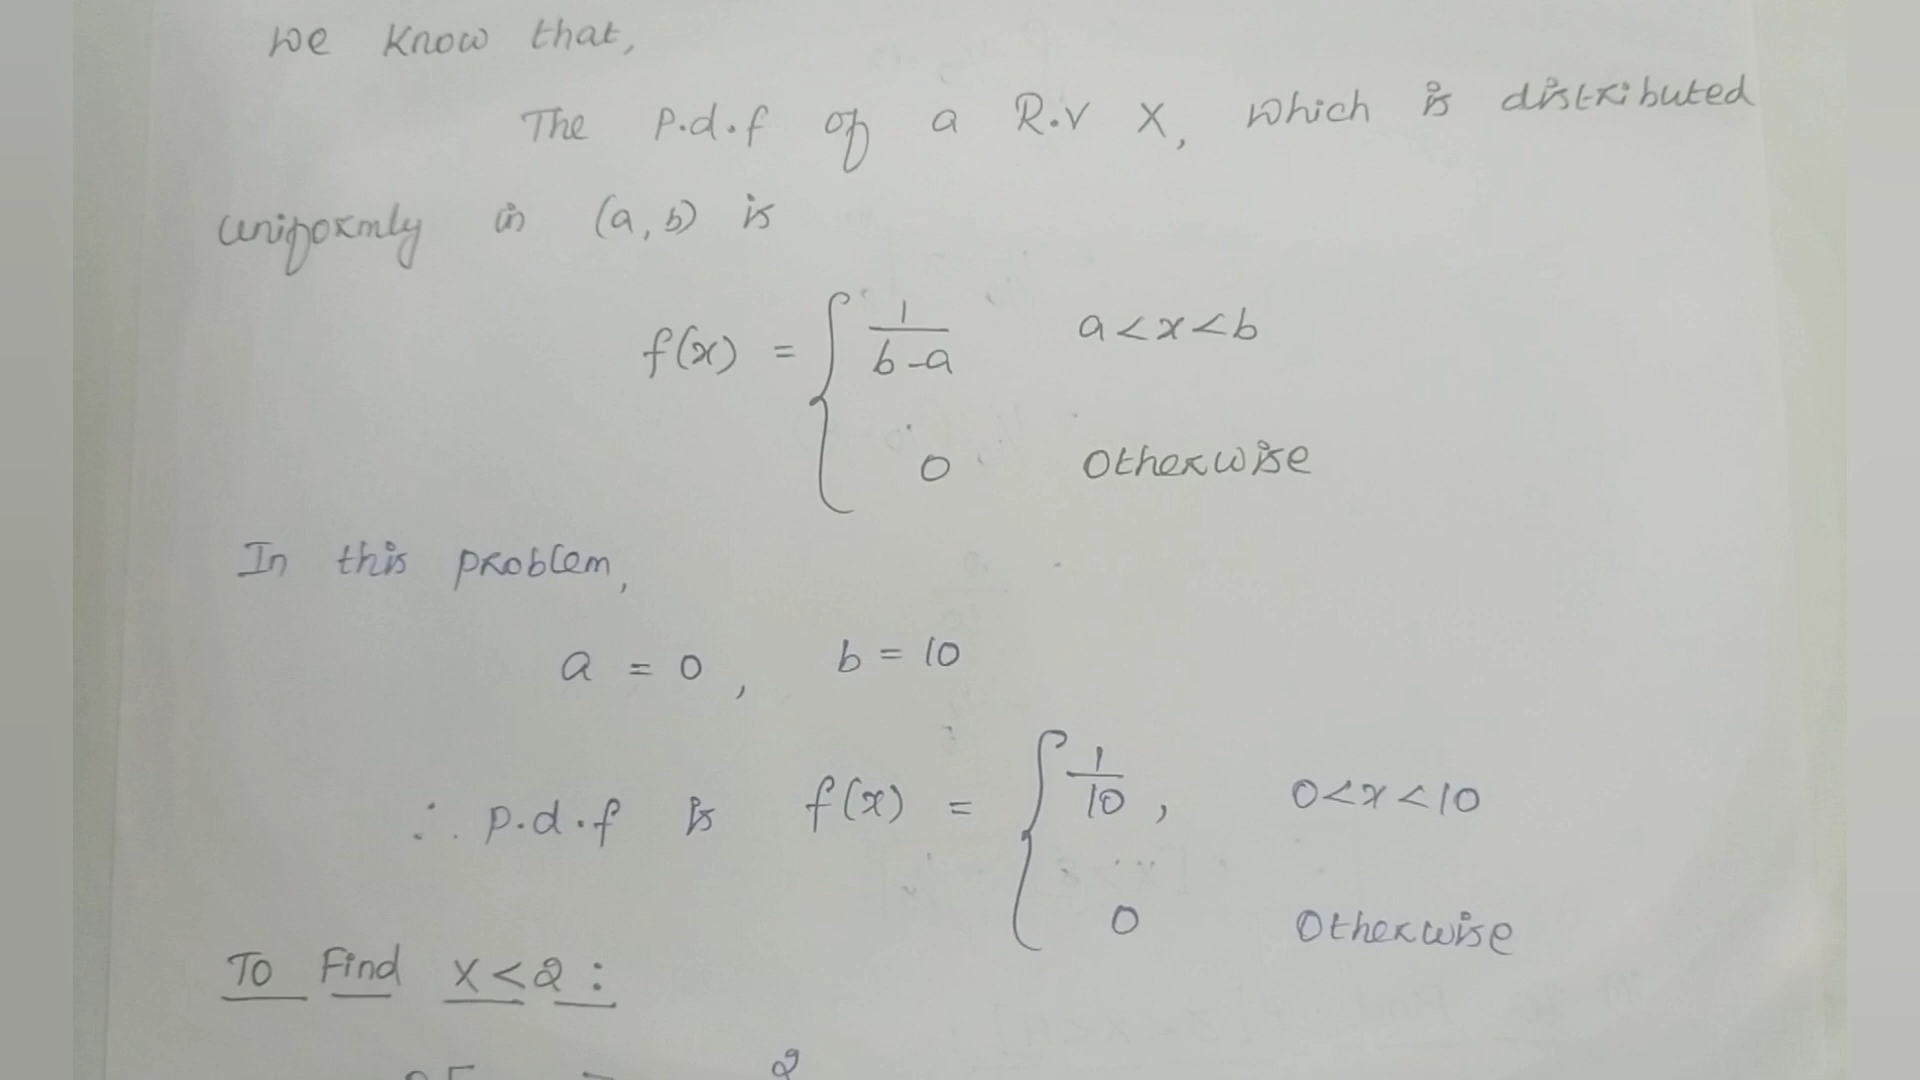 We know that,
The p.d.f of a R.V X, which is distributed
uniformly in (a, b) is
f(x) = { 1/(b-a) a<x<b
0 otherwise
In this problem,
a = 0, b = 10
∴ p.d.f is f(x) = { 1/10, 0<x<10
0 otherwise
To Find X<2:
2